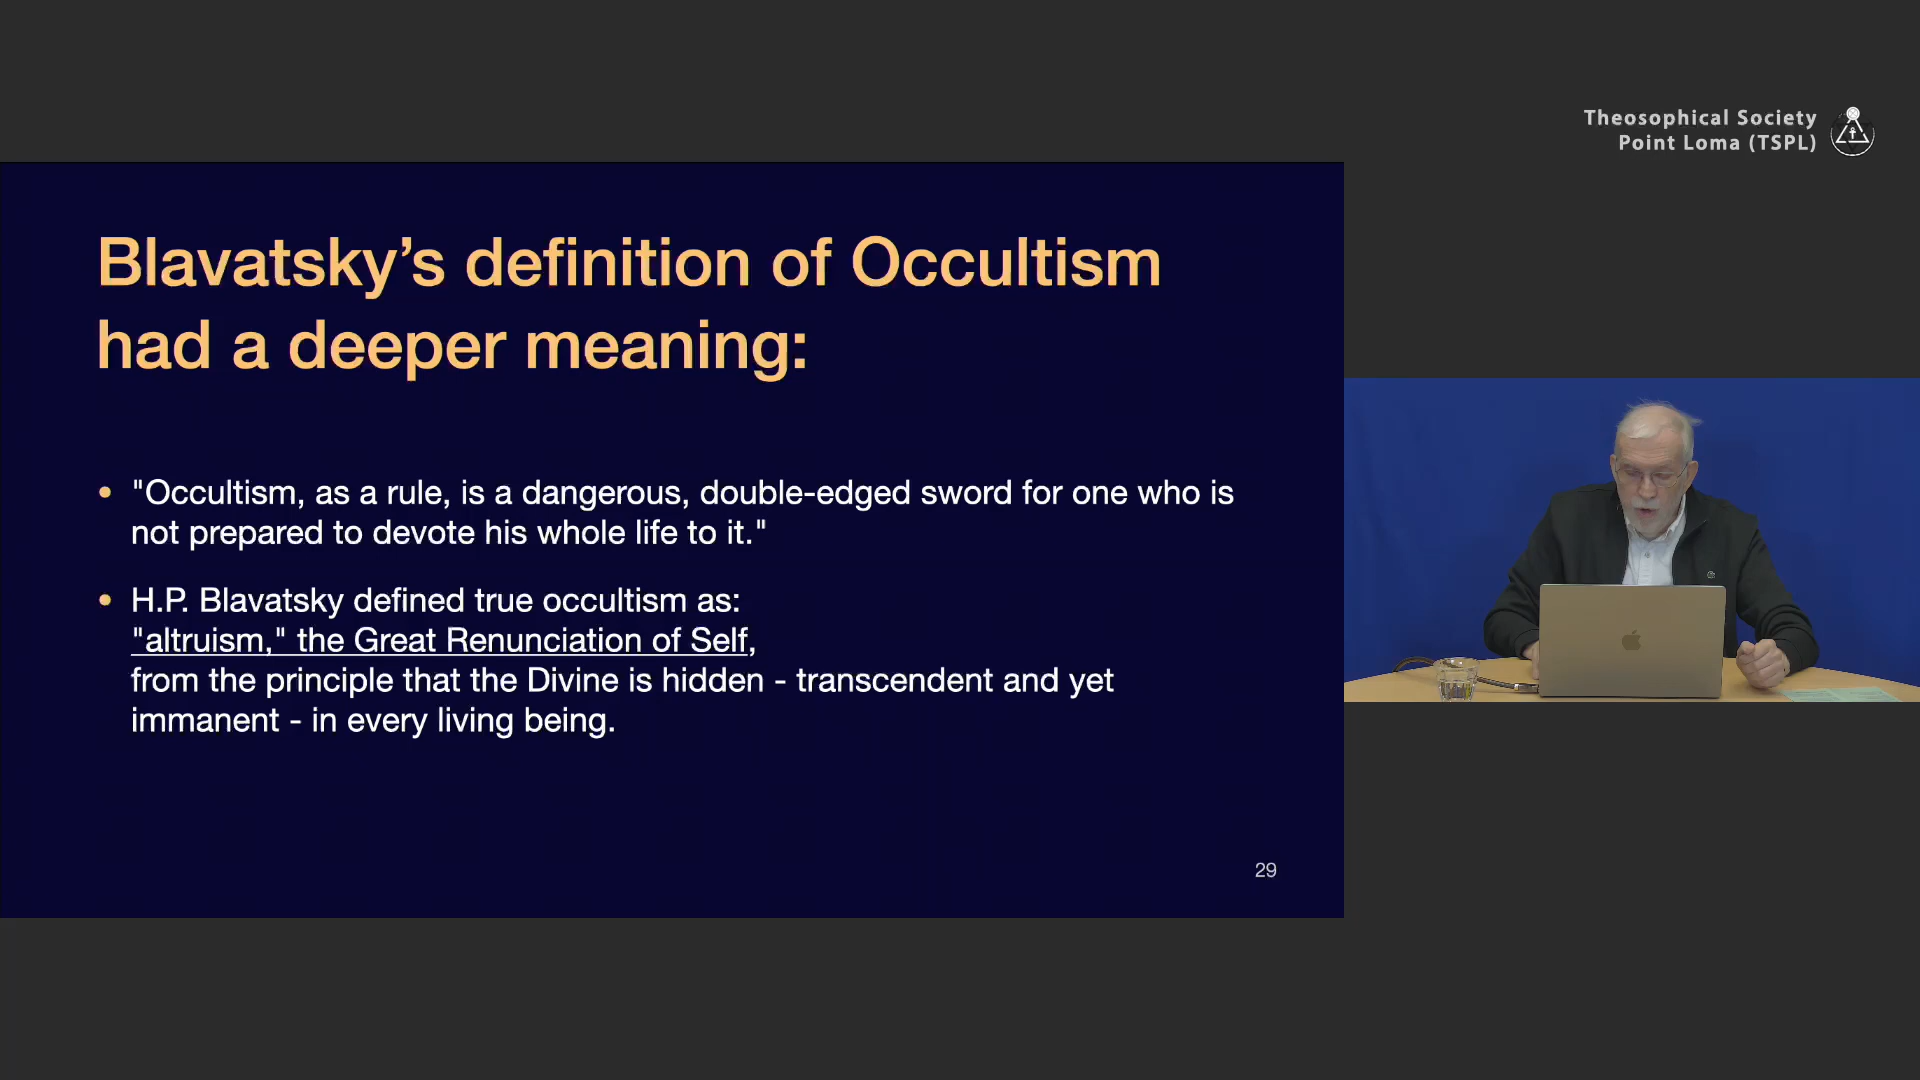 Theosophical Society
Point Loma (TSPL)
Blavatsky’s definition of Occultism
had a deeper meaning:
• "Occultism, as a rule, is a dangerous, double-edged sword for one who is
not prepared to devote his whole life to it."
• H.P. Blavatsky defined true occultism as:
"altruism," the Great Renunciation of Self,
from the principle that the Divine is hidden - transcendent and yet
immanent - in every living being.
29